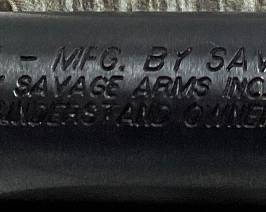 - MFG. BY SAV
SAVAGE ARMS INC
UNDERSTAND OWNER